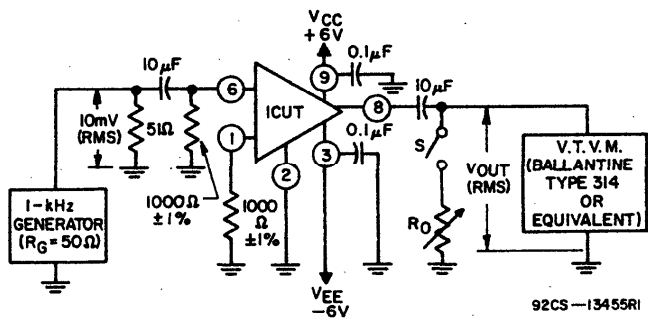 VCC
+6V
10µF
0.1µF
9
10µF
6
ICUT
8
10mV
(RMS)
51Ω
1
0.1µF
3
2
S
VOUT
(RMS)
V.T.V.M.
(BALLANTINE
TYPE 314
OR
EQUIVALENT)
1-kHz
GENERATOR
(RG=50Ω)
1000Ω
±1%
1000
Ω
±1%
RO
VEE
-6V
92CS—13455R1